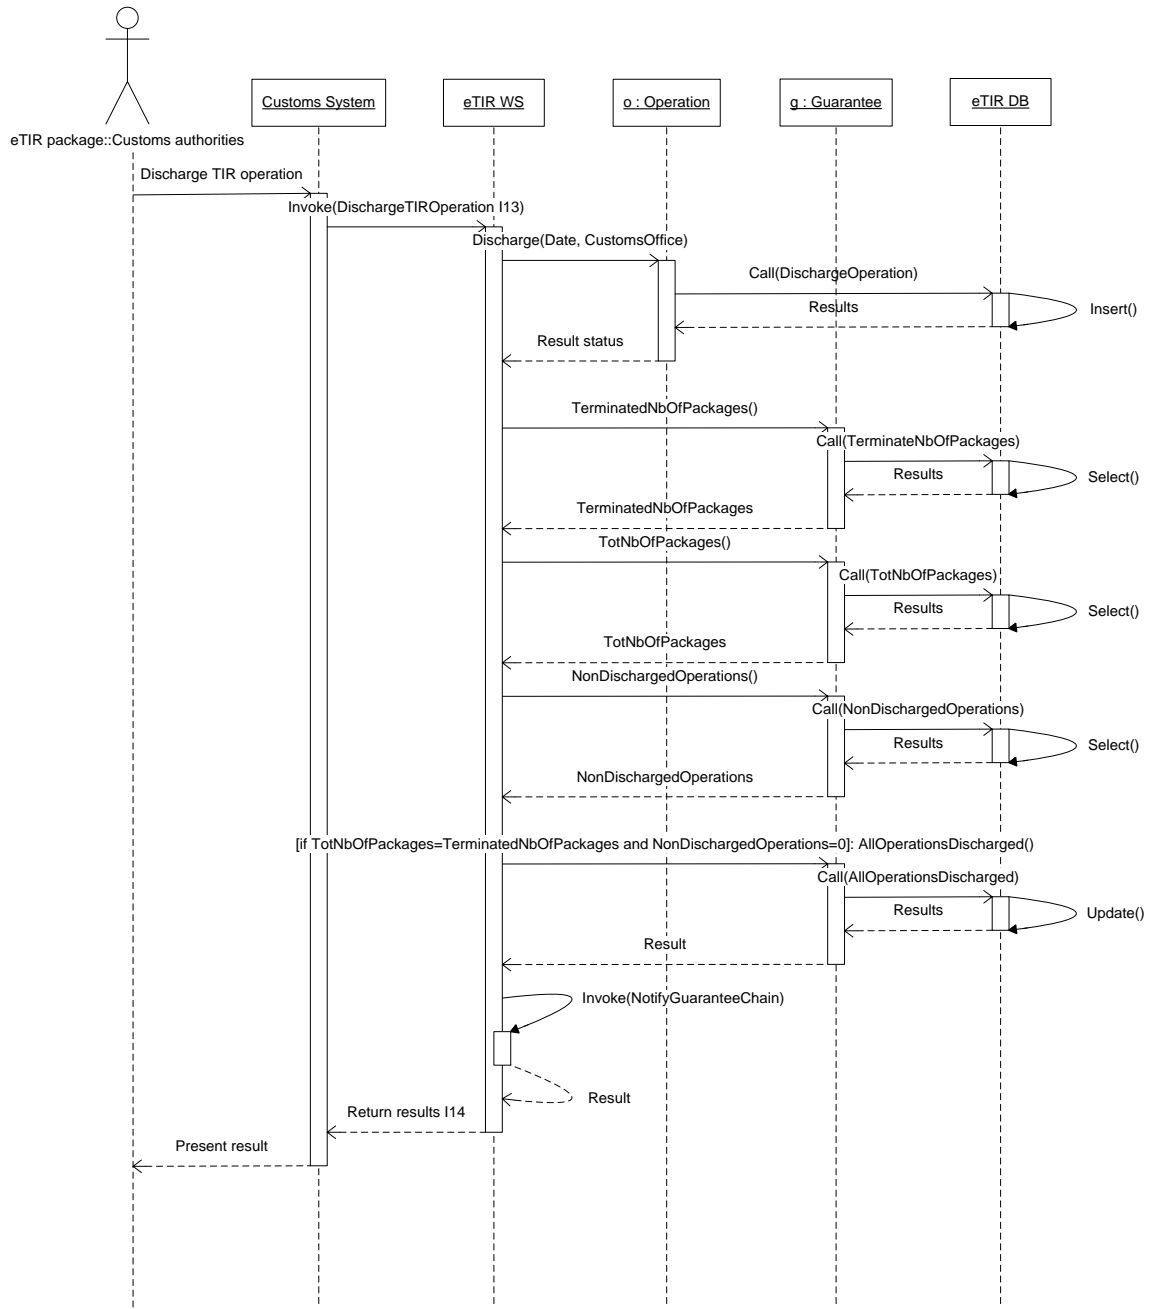 Customs System
eTIR WS
o : Operation
g : Guarantee
eTIR DB
eTIR package::Customs authorities
Discharge TIR operation
Invoke(DischargeTIROperation I13)
Discharge(Date, CustomsOffice)
Call(DischargeOperation)
Results
Insert()
Result status
TerminatedNbOfPackages()
Call(TerminateNbOfPackages)
Results
Select()
TerminatedNbOfPackages
TotNbOfPackages()
Call(TotNbOfPackages)
Results
Select()
TotNbOfPackages
NonDischargedOperations()
Call(NonDischargedOperations)
Results
Select()
NonDischargedOperations
[if TotNbOfPackages=TerminatedNbOfPackages and NonDischargedOperations=0]: AllOperationsDischarged()
Call(AllOperationsDischarged)
Results
Update()
Result
Invoke(NotifyGuaranteeChain)
Result
Return results I14
Present result